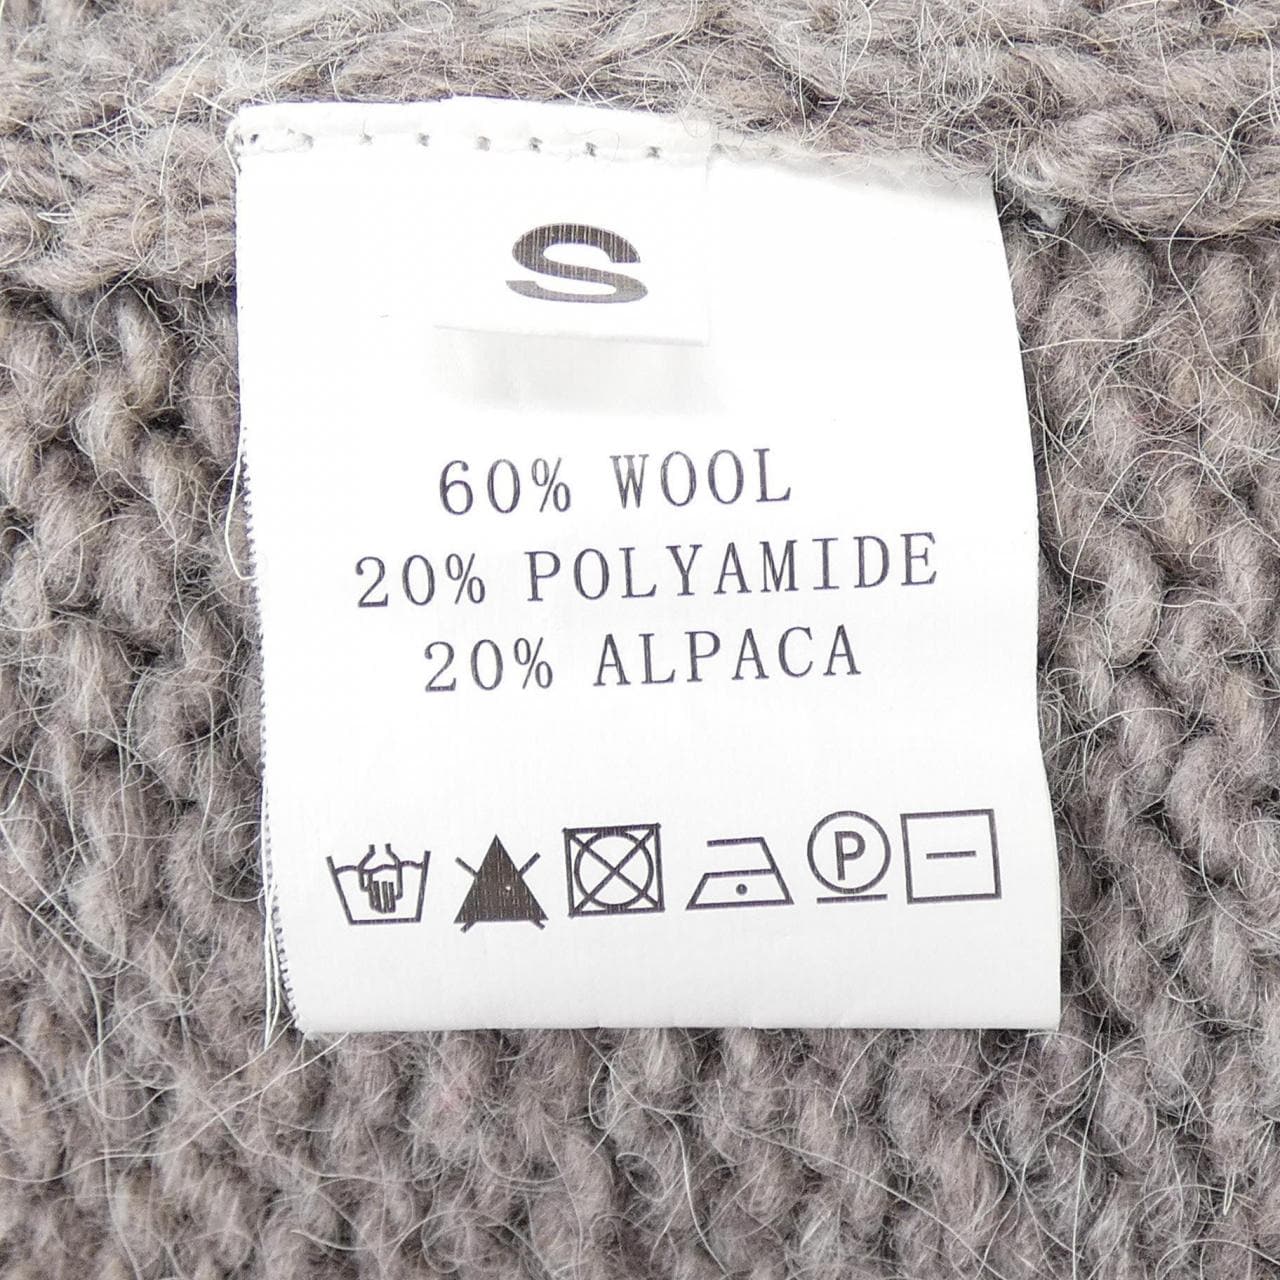 S
60% WOOL
20% POLYAMIDE
20% ALPACA
P